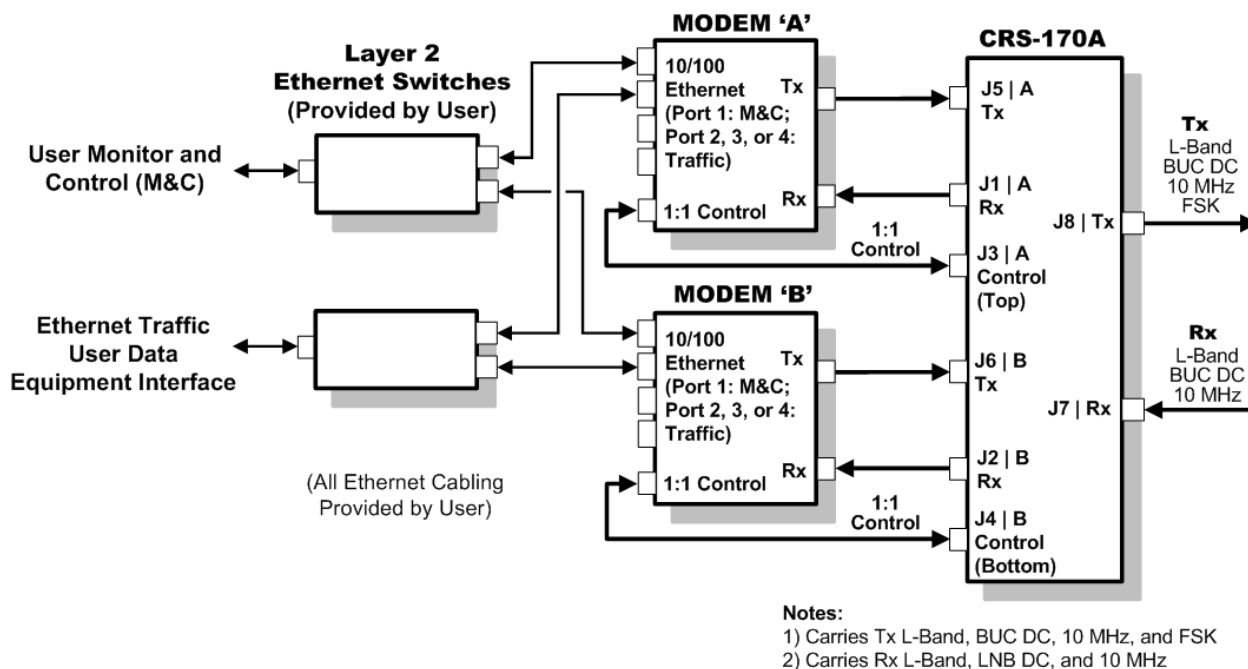 Layer 2
Ethernet Switches
(Provided by User)
User Monitor and
Control (M&C)
Ethernet Traffic
User Data
Equipment Interface
(All Ethernet Cabling
Provided by User)
MODEM ‘A’
10/100
Ethernet
(Port 1: M&C;
Port 2, 3, or 4:
Traffic)
1:1 Control
Tx
Rx
1:1
Control
MODEM ‘B’
10/100
Ethernet
(Port 1: M&C;
Port 2, 3, or 4:
Traffic)
1:1 Control
Tx
Rx
1:1
Control
CRS-170A
J5 | A
Tx
J1 | A
Rx
J3 | A
Control
(Top)
J6 | B
Tx
J2 | B
Rx
J4 | B
Control
(Bottom)
J8 | Tx
J7 | Rx
Tx
L-Band
BUC DC
10 MHz
FSK
Rx
L-Band
BUC DC
10 MHz
Notes:
1) Carries Tx L-Band, BUC DC, 10 MHz, and FSK
2) Carries Rx L-Band, LNB DC, and 10 MHz